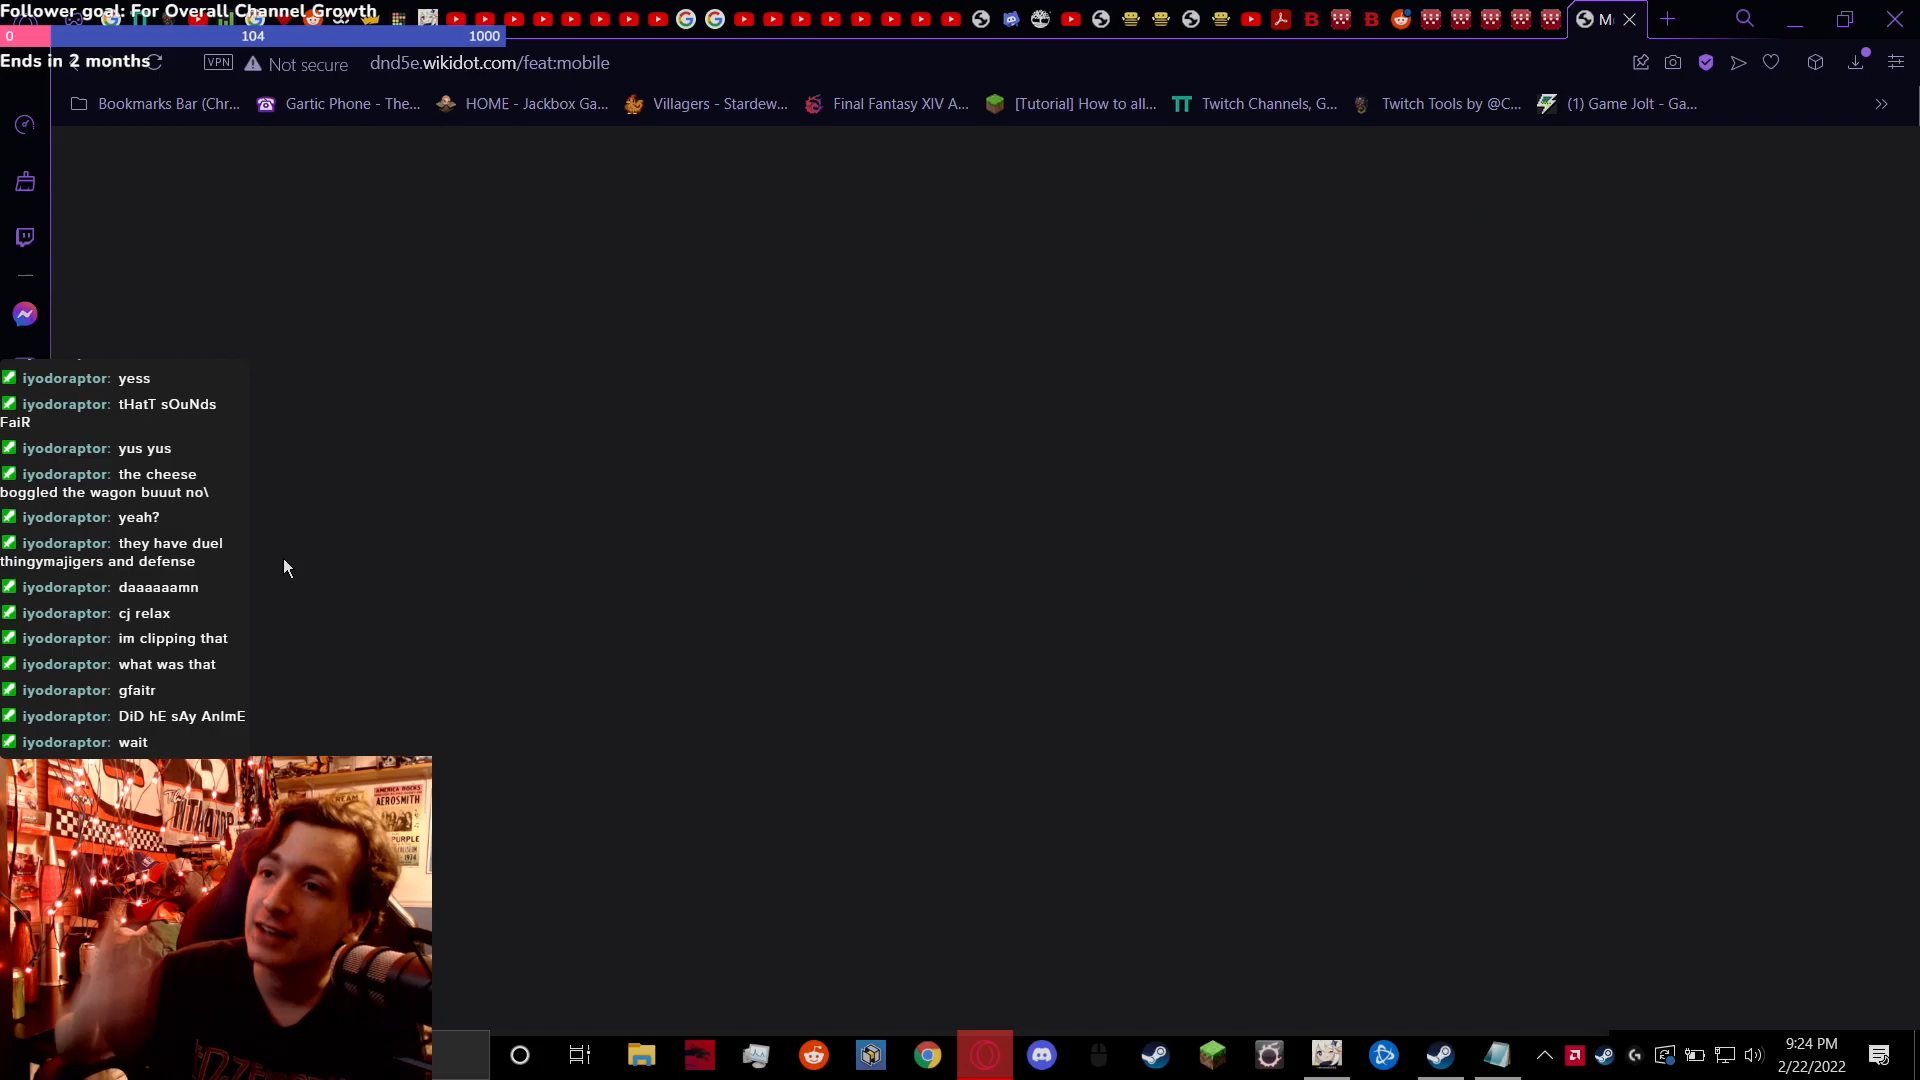 Follower goal: For Overall Channel Growth
0 104 1000
Ends in 2 months
M
VPN Not secure dnd5e.wikidot.com/feat:mobile
Bookmarks Bar (Chr... Gartic Phone - The... HOME - Jackbox Ga... Villagers - Stardew... Final Fantasy XIV A... [Tutorial] How to all... Twitch Channels, G... Twitch Tools by @C... (1) Game Jolt - Ga...
iyodoraptor: yess
iyodoraptor: tHatT sOuNds
FaiR
iyodoraptor: yus yus
iyodoraptor: the cheese
boggled the wagon buuut no\
iyodoraptor: yeah?
iyodoraptor: they have duel
thingymajigers and defense
iyodoraptor: daaaaaamn
iyodoraptor: cj relax
iyodoraptor: im clipping that
iyodoraptor: what was that
iyodoraptor: gfaitr
iyodoraptor: DiD hE sAy AnImE
iyodoraptor: wait
AMERICA ROCKS
AEROSMITH
PURPLE
1974
9:24 PM
2/22/2022